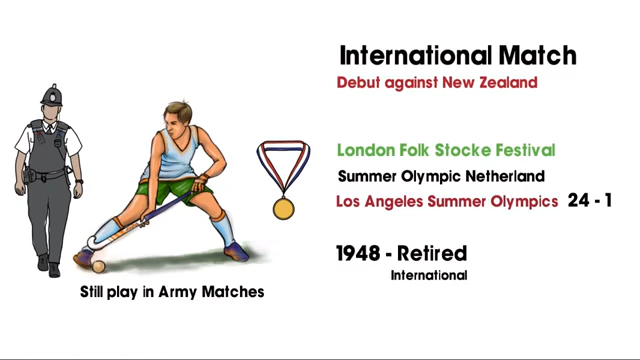 International Match
Debut against New Zealand
London Folk Stocke Festival
Summer Olympic Netherland
Los Angeles Summer Olympics 24 - 1
1948 - Retired
International
Still play in Army Matches